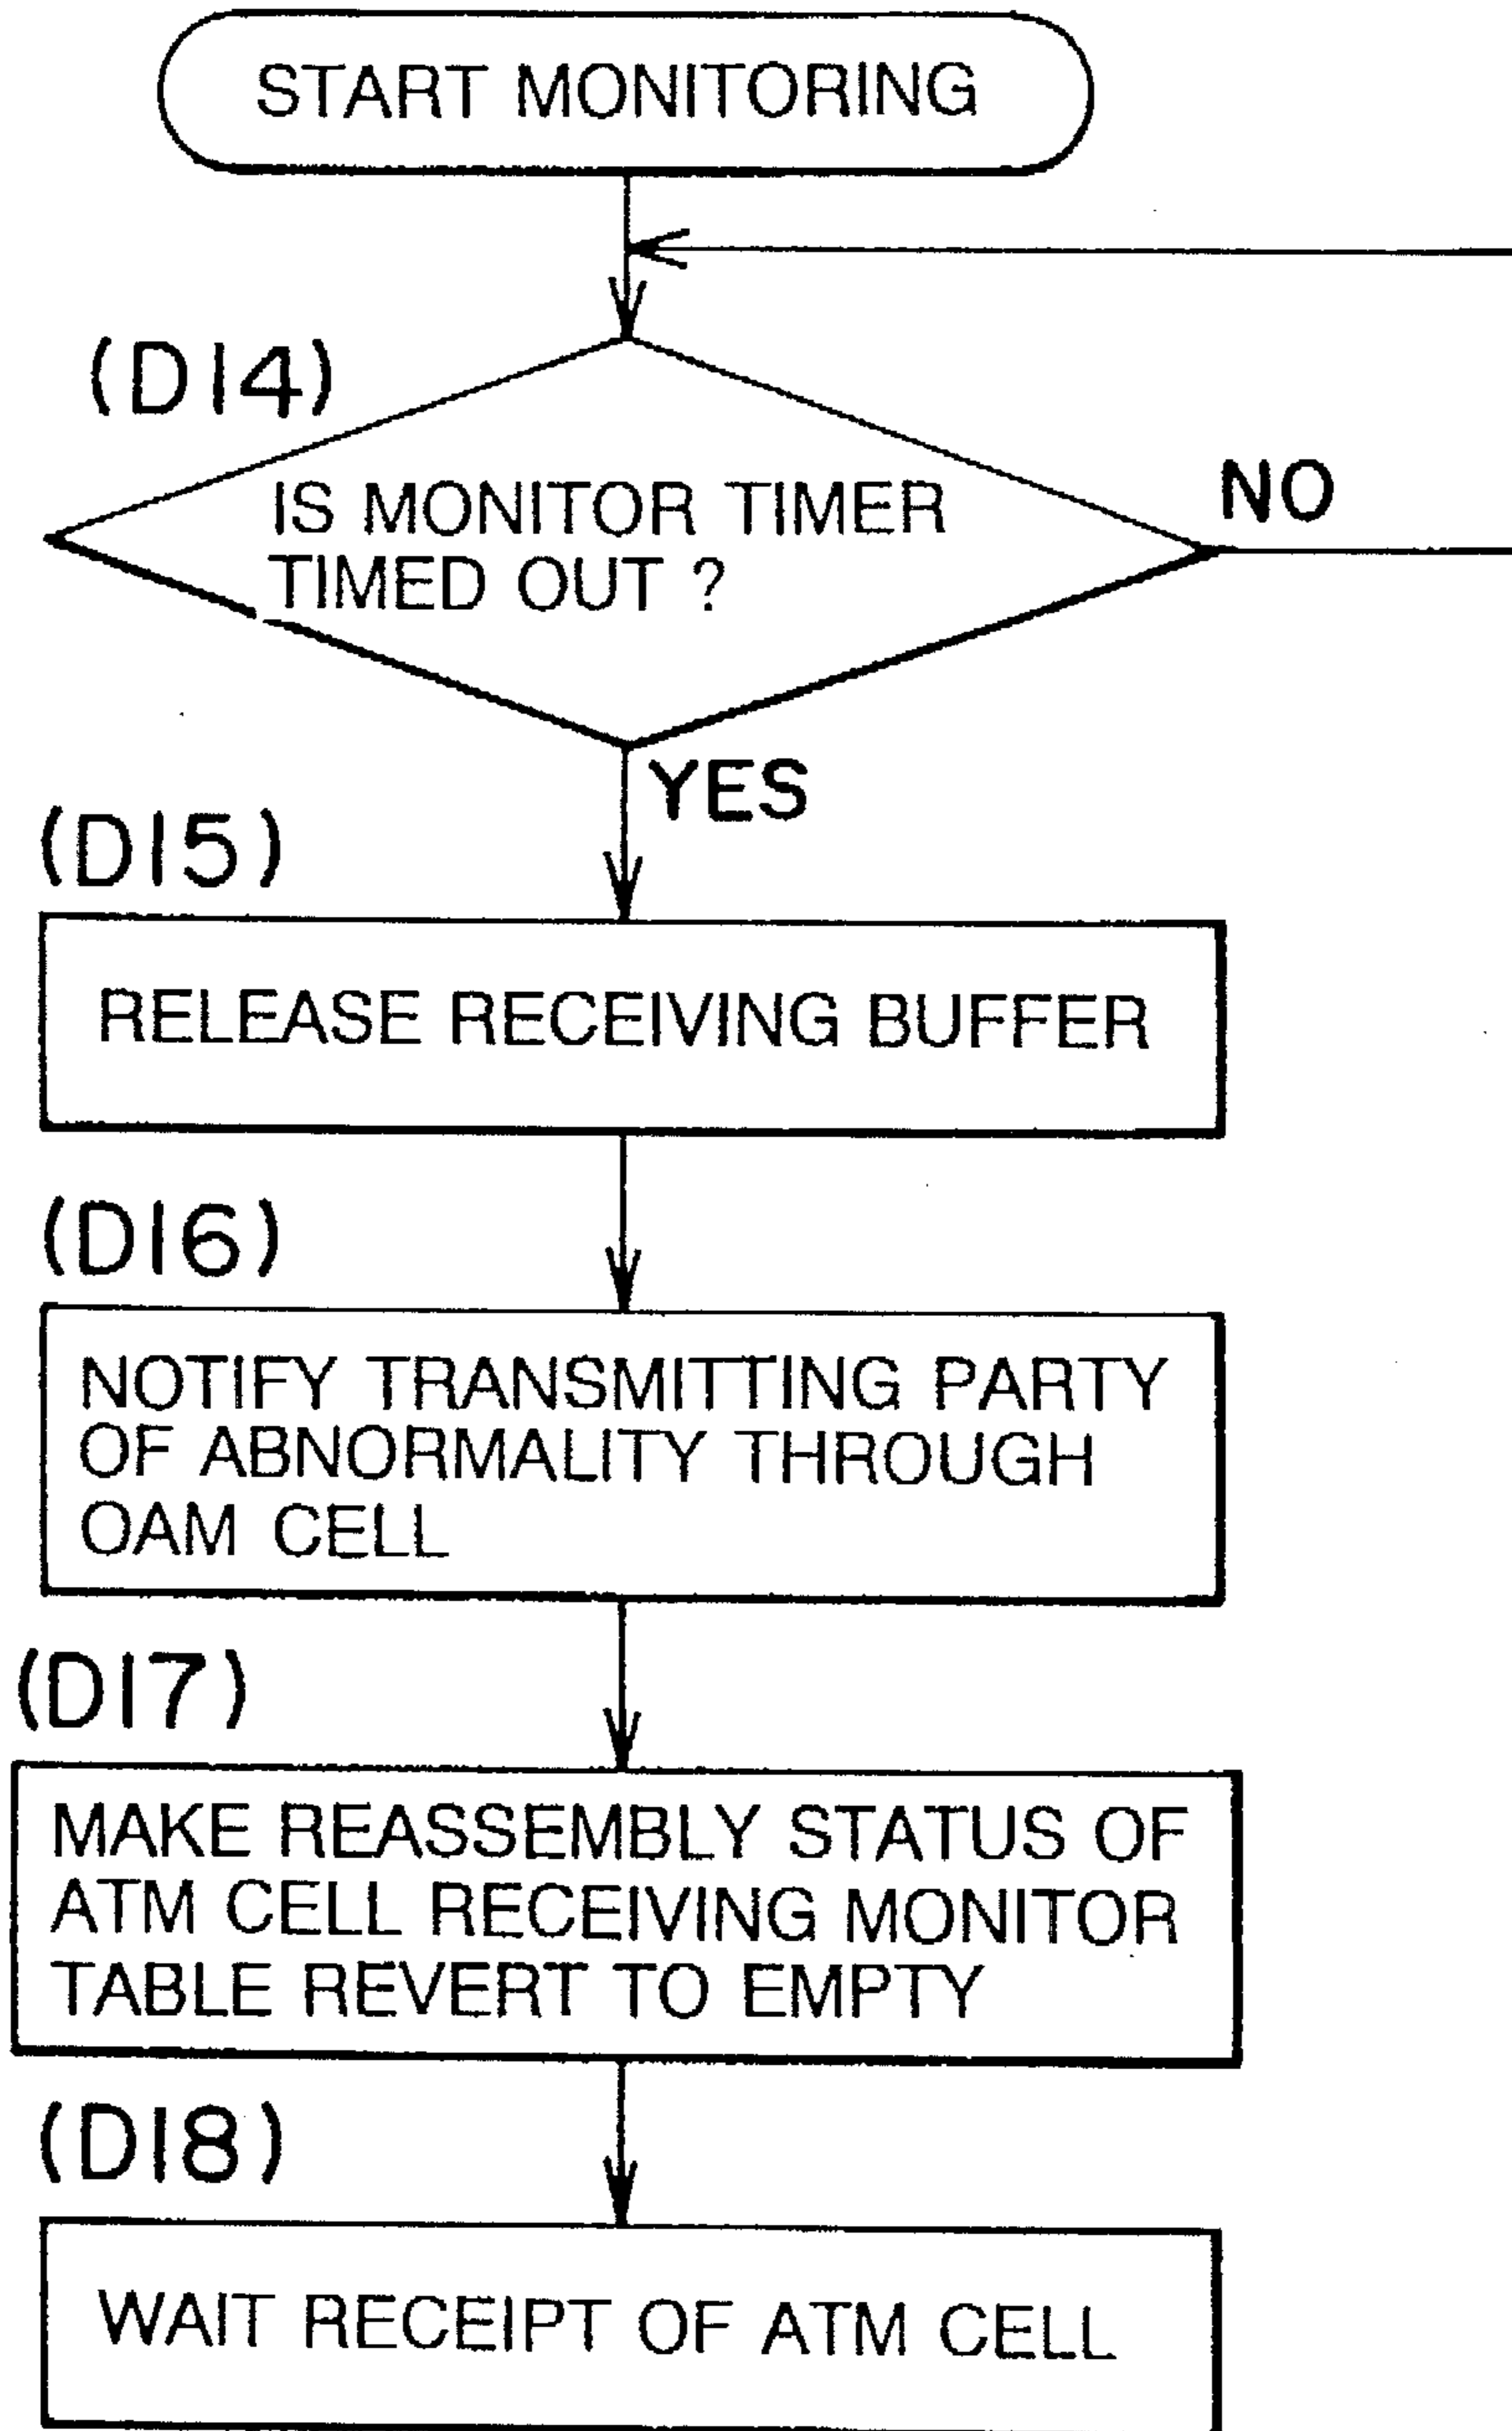 START MONITORING
(D14)
IS MONITOR TIMER
TIMED OUT ?
NO
YES
(D15)
RELEASE RECEIVING BUFFER
(D16)
NOTIFY TRANSMITTING PARTY
OF ABNORMALITY THROUGH
OAM CELL
(D17)
MAKE REASSEMBLY STATUS OF
ATM CELL RECEIVING MONITOR
TABLE REVERT TO EMPTY
(D18)
WAIT RECEIPT OF ATM CELL